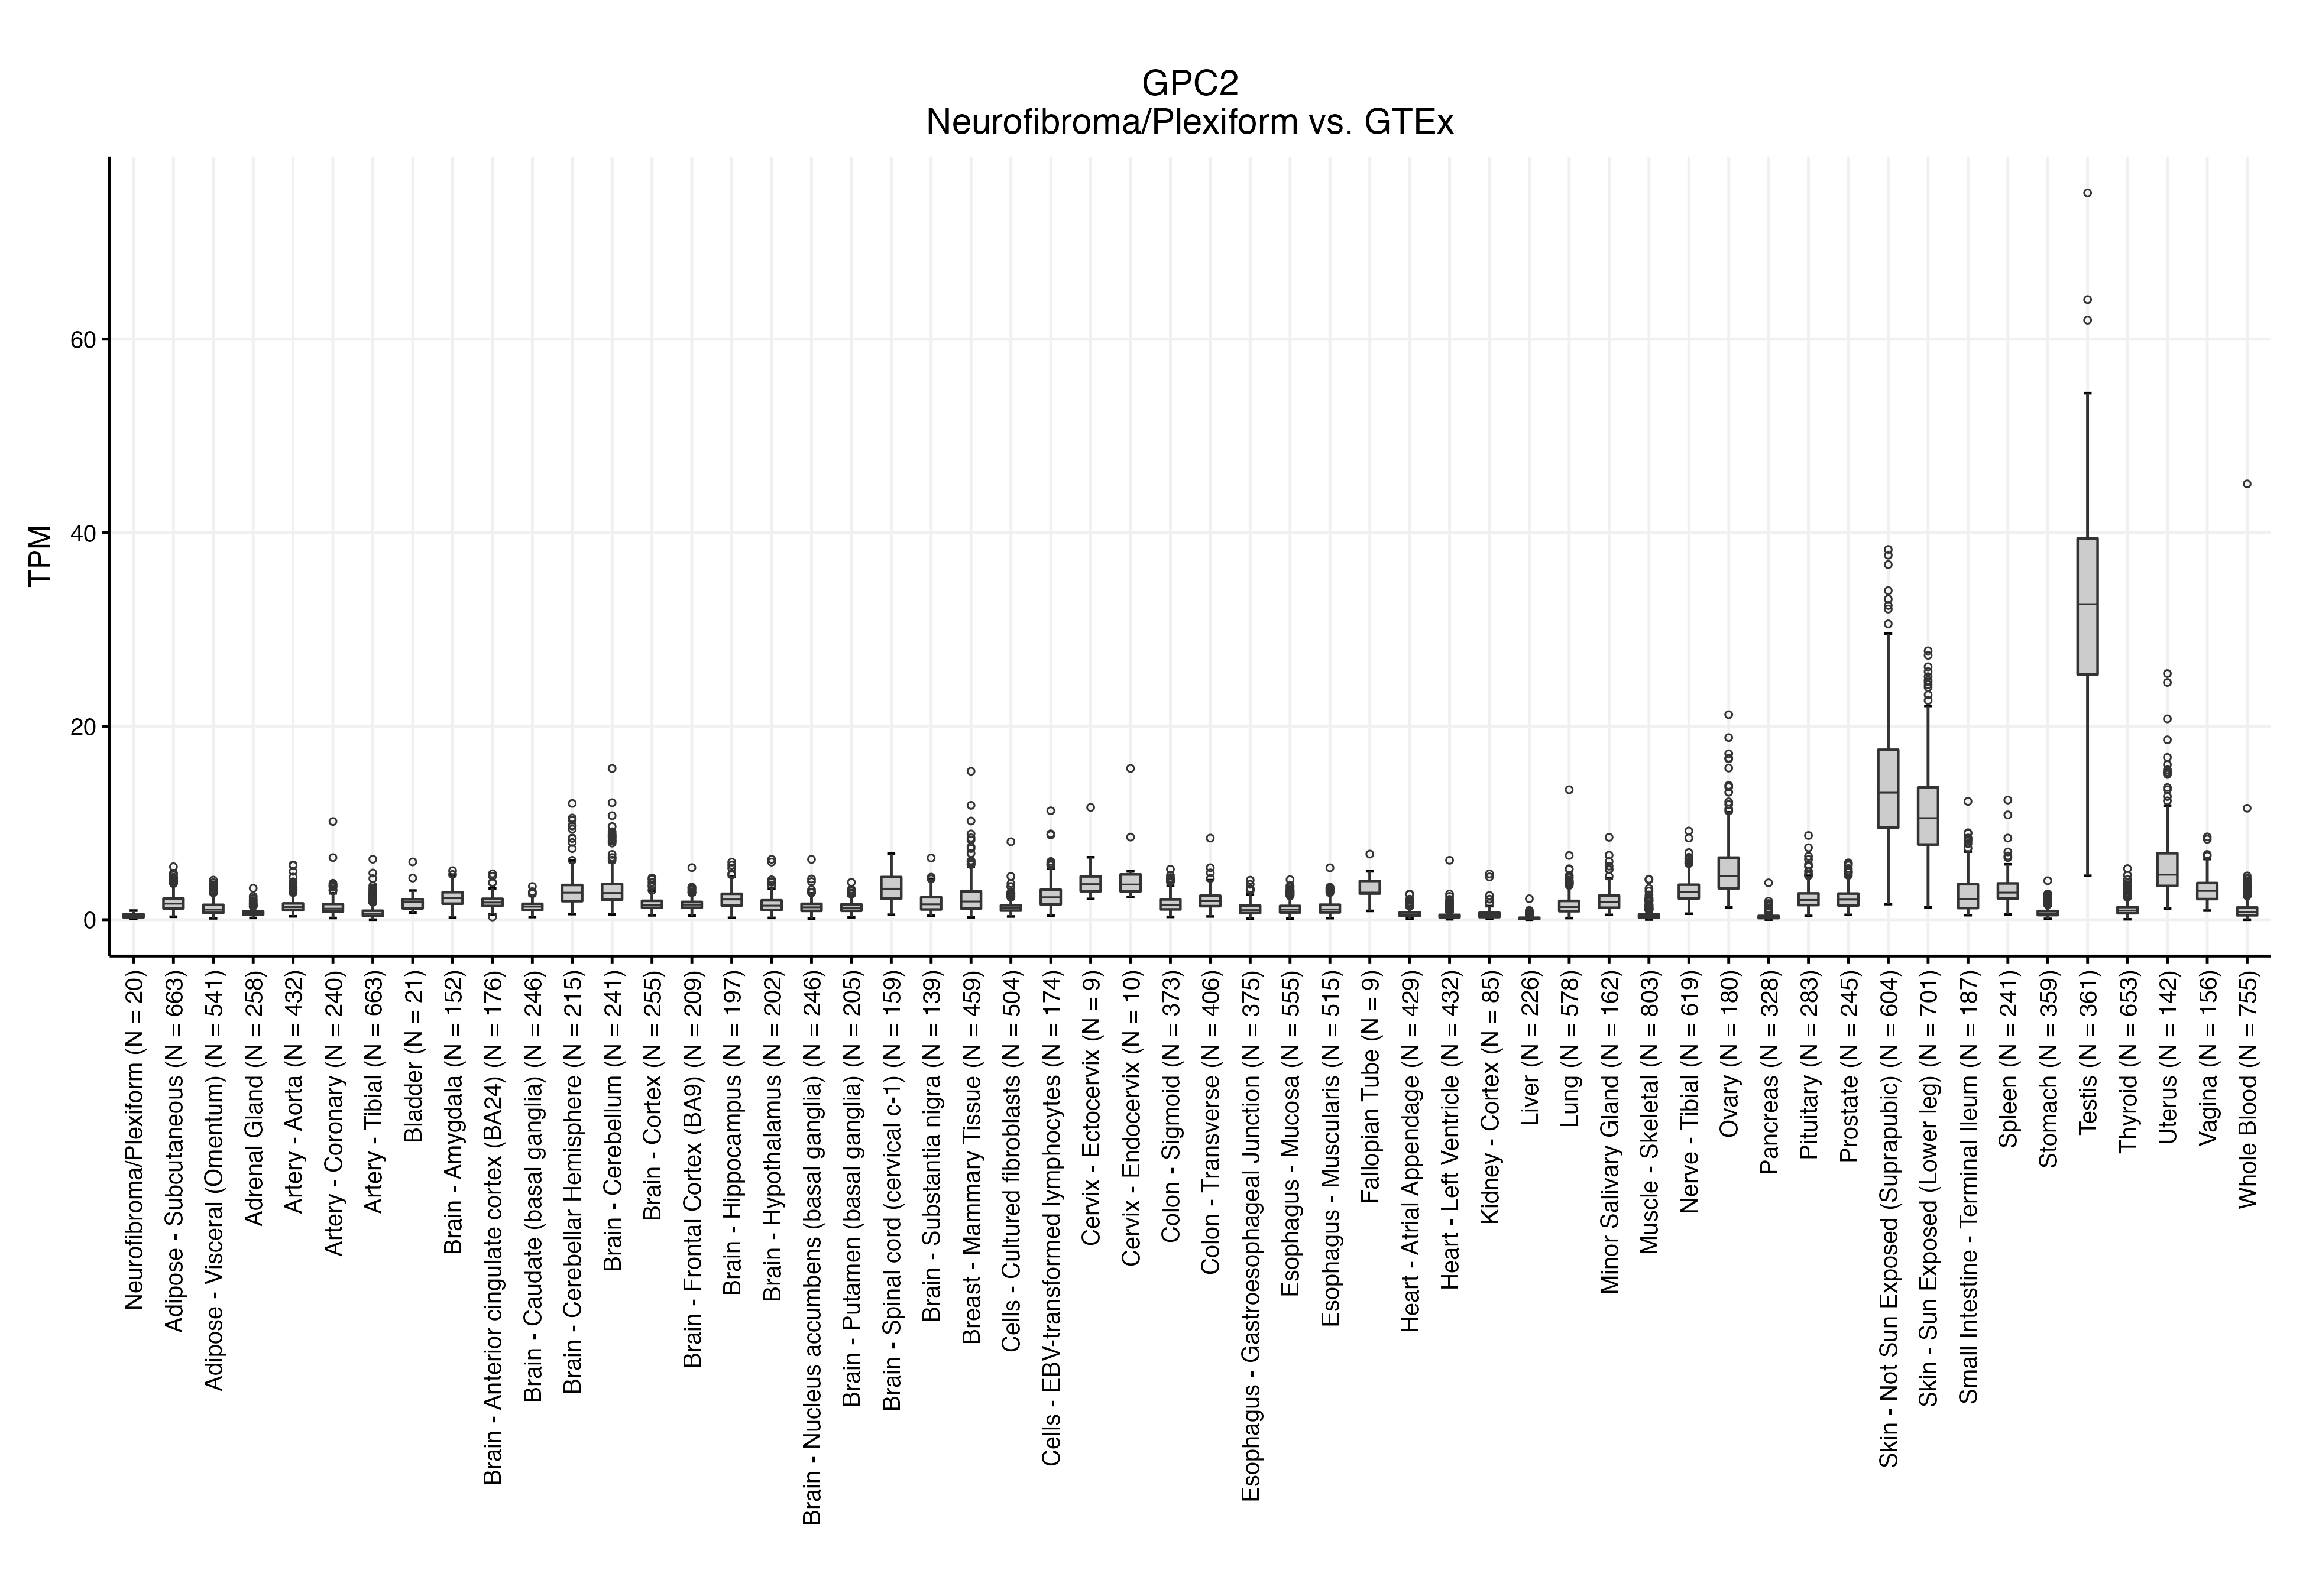 GPC2
Neurofibroma/Plexiform vs. GTEx
TPM
60
40
20
0
Neurofibroma/Plexiform (N = 20)
Adipose - Subcutaneous (N = 663)
Adipose - Visceral (Omentum) (N = 541)
Adrenal Gland (N = 258)
Artery - Aorta (N = 432)
Artery - Coronary (N = 240)
Artery - Tibial (N = 663)
Bladder (N = 21)
Brain - Amygdala (N = 152)
Brain - Anterior cingulate cortex (BA24) (N = 176)
Brain - Caudate (basal ganglia) (N = 246)
Brain - Cerebellar Hemisphere (N = 215)
Brain - Cerebellum (N = 241)
Brain - Cortex (N = 255)
Brain - Frontal Cortex (BA9) (N = 209)
Brain - Hippocampus (N = 197)
Brain - Hypothalamus (N = 202)
Brain - Nucleus accumbens (basal ganglia) (N = 246)
Brain - Putamen (basal ganglia) (N = 205)
Brain - Spinal cord (cervical c-1) (N = 159)
Brain - Substantia nigra (N = 139)
Breast - Mammary Tissue (N = 459)
Cells - Cultured fibroblasts (N = 504)
Cells - EBV-transformed lymphocytes (N = 174)
Cervix - Ectocervix (N = 9)
Cervix - Endocervix (N = 10)
Colon - Sigmoid (N = 373)
Colon - Transverse (N = 406)
Esophagus - Gastroesophageal Junction (N = 375)
Esophagus - Mucosa (N = 555)
Esophagus - Muscularis (N = 515)
Fallopian Tube (N = 9)
Heart - Atrial Appendage (N = 429)
Heart - Left Ventricle (N = 432)
Kidney - Cortex (N = 85)
Liver (N = 226)
Lung (N = 578)
Minor Salivary Gland (N = 162)
Muscle - Skeletal (N = 803)
Nerve - Tibial (N = 619)
Ovary (N = 180)
Pancreas (N = 328)
Pituitary (N = 283)
Prostate (N = 245)
Skin - Not Sun Exposed (Suprapubic) (N = 604)
Skin - Sun Exposed (Lower leg) (N = 701)
Small Intestine - Terminal Ileum (N = 187)
Spleen (N = 241)
Stomach (N = 359)
Testis (N = 361)
Thyroid (N = 653)
Uterus (N = 142)
Vagina (N = 156)
Whole Blood (N = 755)